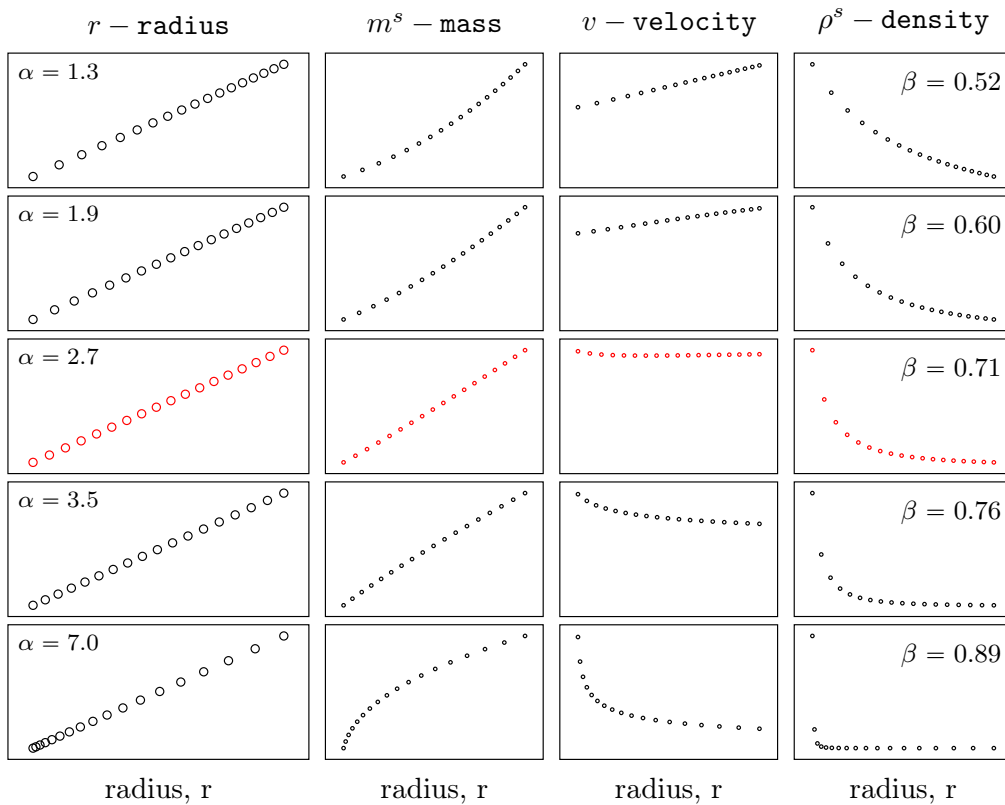 r − radius m^s − mass v − velocity ρ^s − density
α = 1.3 β = 0.52
α = 1.9 β = 0.60
α = 2.7 β = 0.71
α = 3.5 β = 0.76
α = 7.0 β = 0.89
radius, r radius, r radius, r radius, r